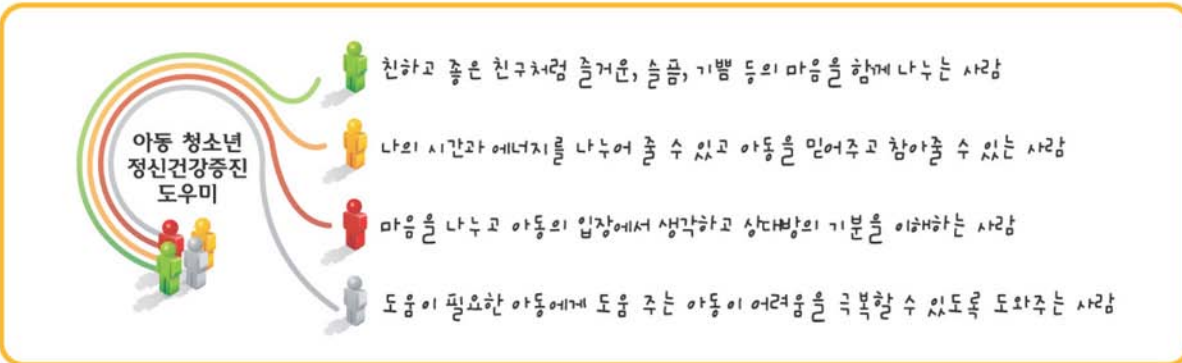 아동 청소년
정신건강증진
도우미
친하고 좋은 친구처럼 즐거운, 슬픔, 기쁨 등의 마음을 함께 나누는 사람
나의 시간과 에너지를 나누어 줄 수 있고 아동을 믿어주고 참아줄 수 있는 사람
마음을 나누고 아동의 입장에서 생각하고 상대방의 기분을 이해하는 사람
도움이 필요한 아동에게 도움 주는 아동이 어려움을 극복할 수 있도록 도와주는 사람